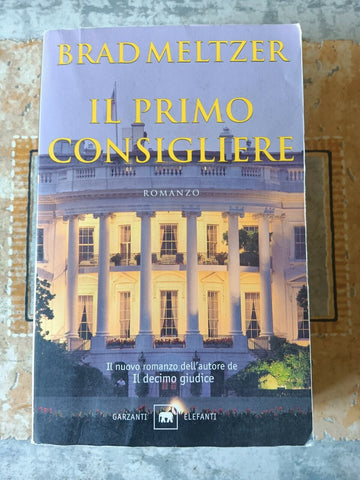 BRAD MELTZER
IL PRIMO
CONSIGLIERE
ROMANZO
Il nuovo romanzo dell'autore de
Il decimo giudice
GARZANTI ELEFANTI